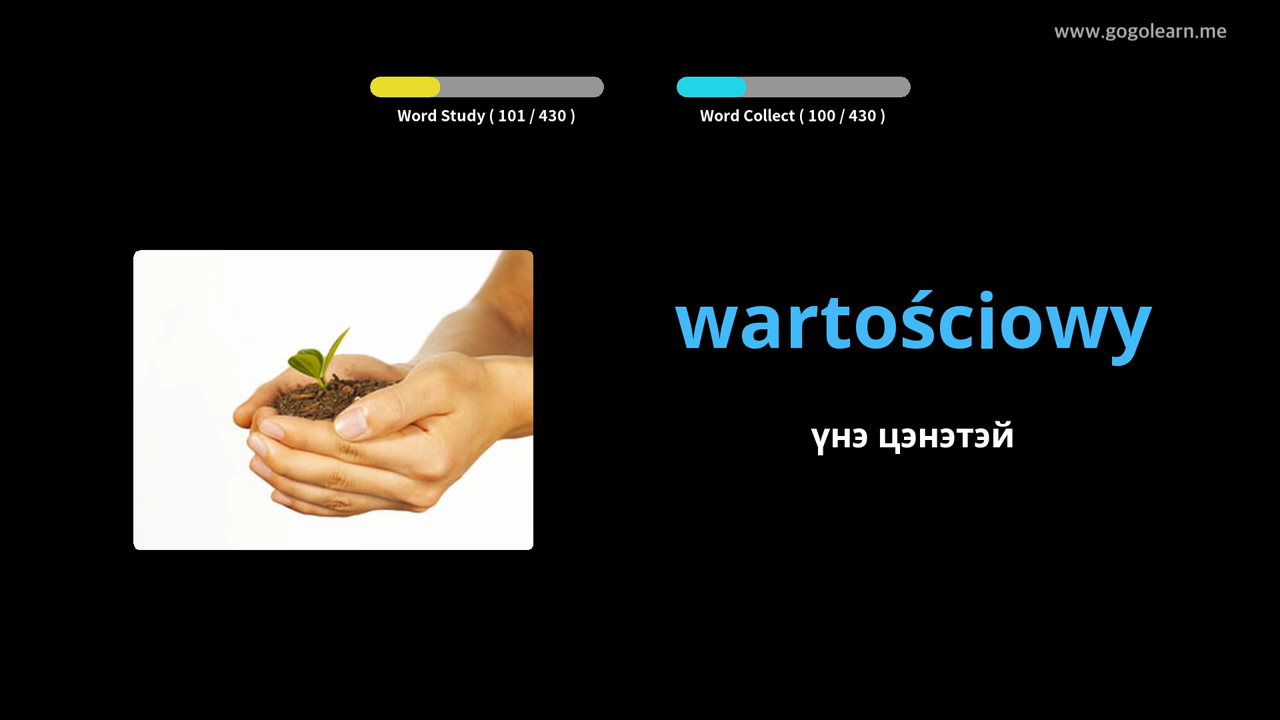 www.gogolearn.me
Word Study ( 101 / 430 )
Word Collect ( 100 / 430 )
wartościowy
үнэ цэнэтэй